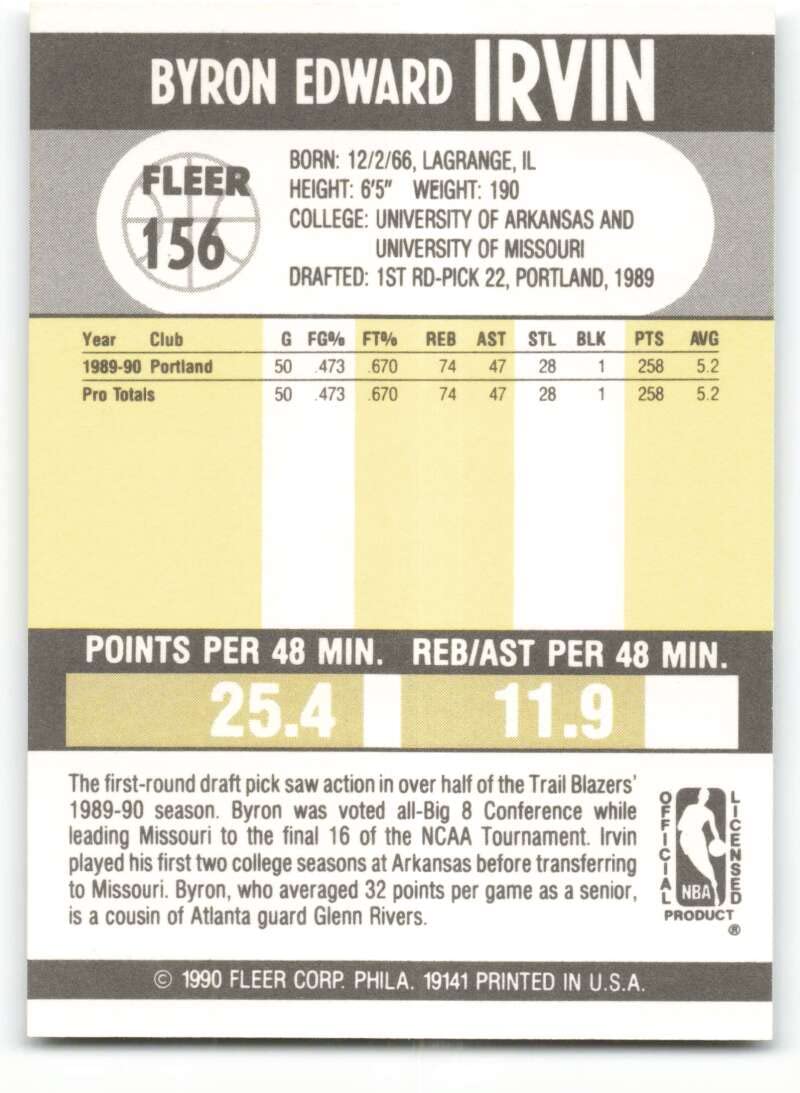 BYRON EDWARD IRVIN
FLEER
156
BORN: 12/2/66, LAGRANGE, IL
HEIGHT: 6'5" WEIGHT: 190
COLLEGE: UNIVERSITY OF ARKANSAS AND
UNIVERSITY OF MISSOURI
DRAFTED: 1ST RD-PICK 22, PORTLAND, 1989
Year Club G FG% FT% REB AST STL BLK PTS AVG
1989-90 Portland 50 .473 .670 74 47 28 1 258 5.2
Pro Totals 50 .473 .670 74 47 28 1 258 5.2
POINTS PER 48 MIN. REB/AST PER 48 MIN.
25.4 11.9
The first-round draft pick saw action in over half of the Trail Blazers'
1989-90 season. Byron was voted all-Big 8 Conference while
leading Missouri to the final 16 of the NCAA Tournament. Irvin
played his first two college seasons at Arkansas before transferring
to Missouri. Byron, who averaged 32 points per game as a senior,
is a cousin of Atlanta guard Glenn Rivers.
OFFICIAL
LICENSED
NBA
PRODUCT
®
© 1990 FLEER CORP. PHILA. 19141 PRINTED IN U.S.A.